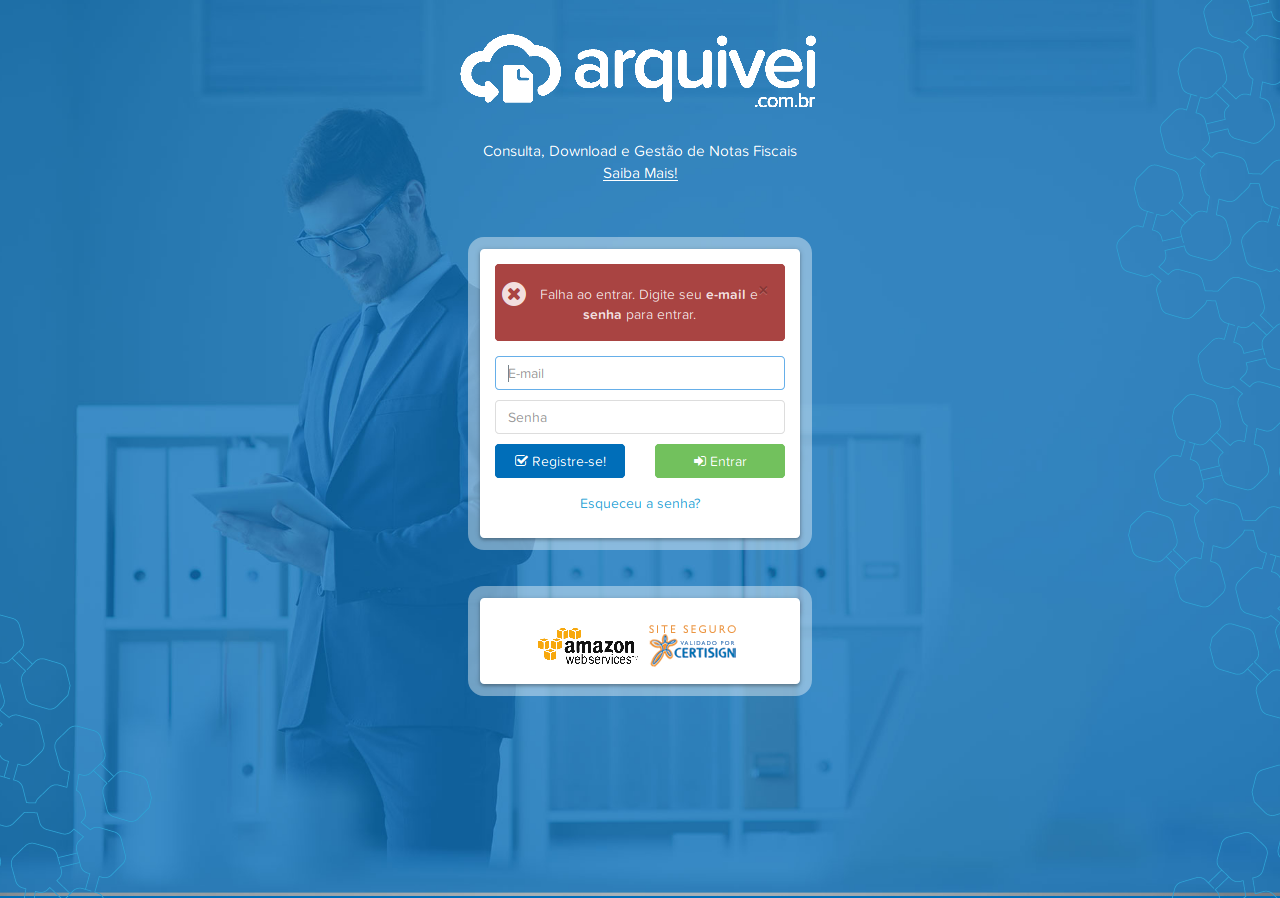 arquivei
.com.br
Consulta, Download e Gestão de Notas Fiscais
Saiba Mais!
Falha ao entrar. Digite seu e-mail e
senha para entrar.
×
E-mail
Senha
Registre-se!
Entrar
Esqueceu a senha?
amazon
webservices™
SITE SEGURO
VALIDADO POR
CERTISIGN